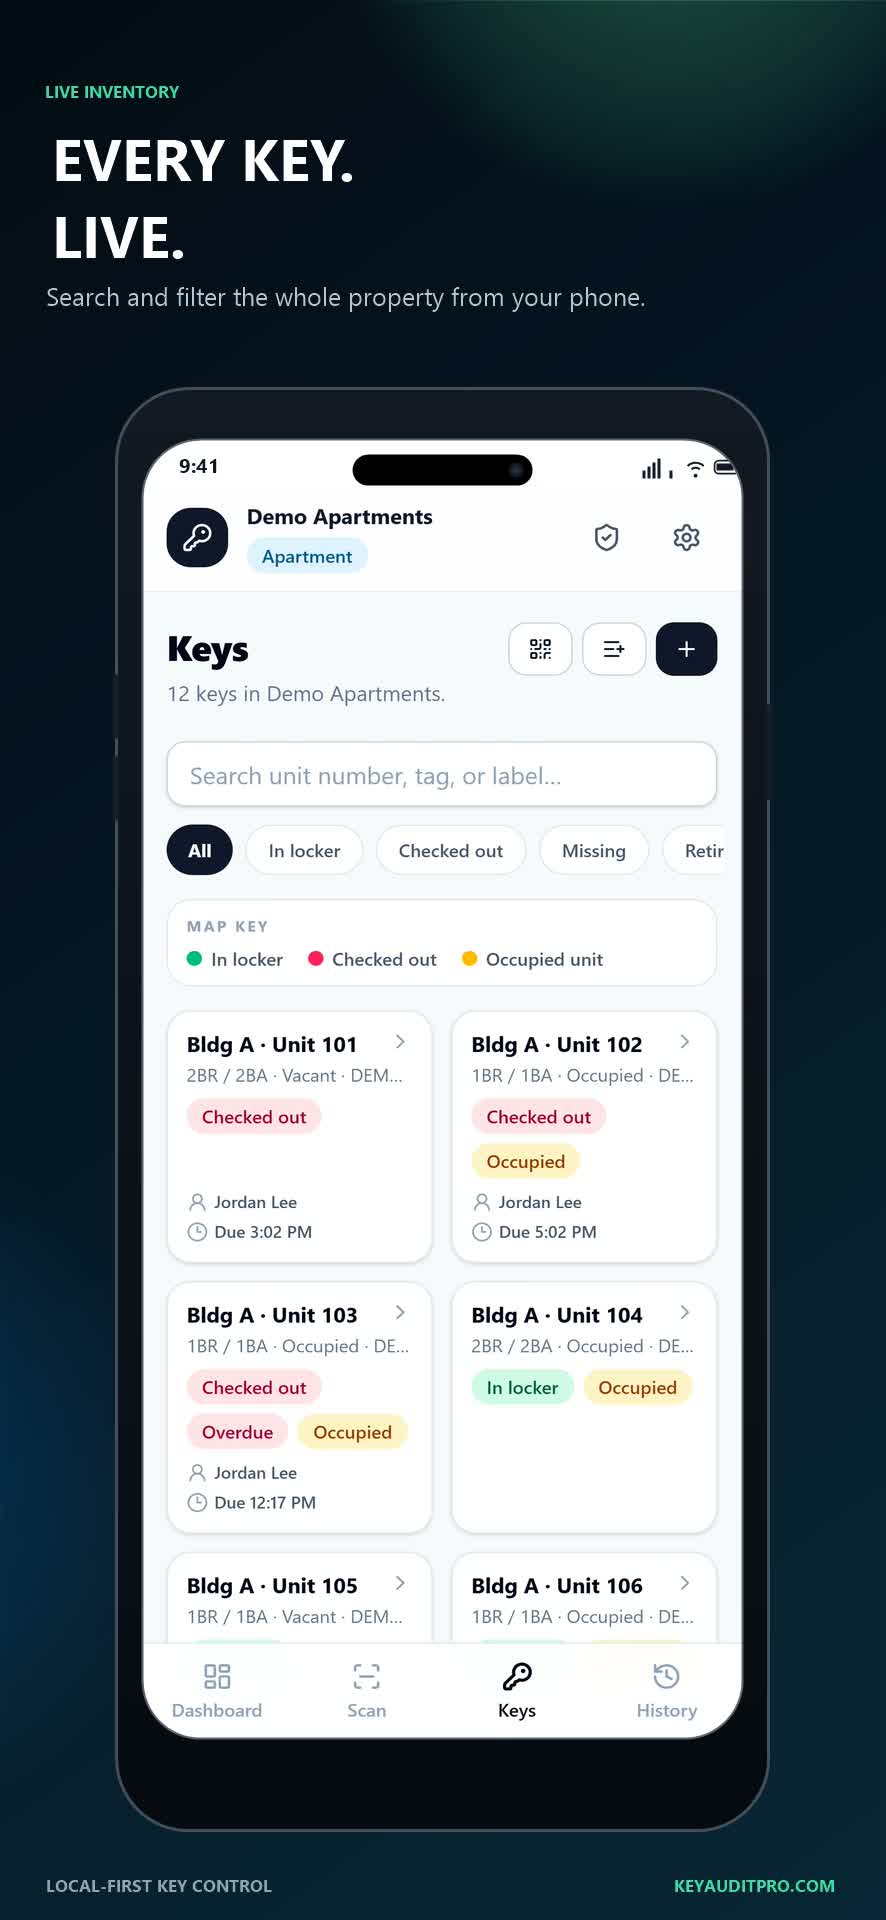 LIVE INVENTORY
EVERY KEY.
LIVE.
Search and filter the whole property from your phone.
9:41
Demo Apartments
Apartment
Keys
12 keys in Demo Apartments.
Search unit number, tag, or label...
All In locker Checked out Missing Retir
MAP KEY
In locker Checked out Occupied unit
Bldg A · Unit 101
2BR / 2BA · Vacant · DEM...
Checked out
Jordan Lee
Due 3:02 PM
Bldg A · Unit 102
1BR / 1BA · Occupied · DE...
Checked out
Occupied
Jordan Lee
Due 5:02 PM
Bldg A · Unit 103
1BR / 1BA · Occupied · DE...
Checked out
Overdue Occupied
Jordan Lee
Due 12:17 PM
Bldg A · Unit 104
2BR / 2BA · Occupied · DE...
In locker Occupied
Bldg A · Unit 105
1BR / 1BA · Vacant · DEM...
Bldg A · Unit 106
1BR / 1BA · Occupied · DE...
Dashboard Scan Keys History
LOCAL-FIRST KEY CONTROL
KEYAUDITPRO.COM